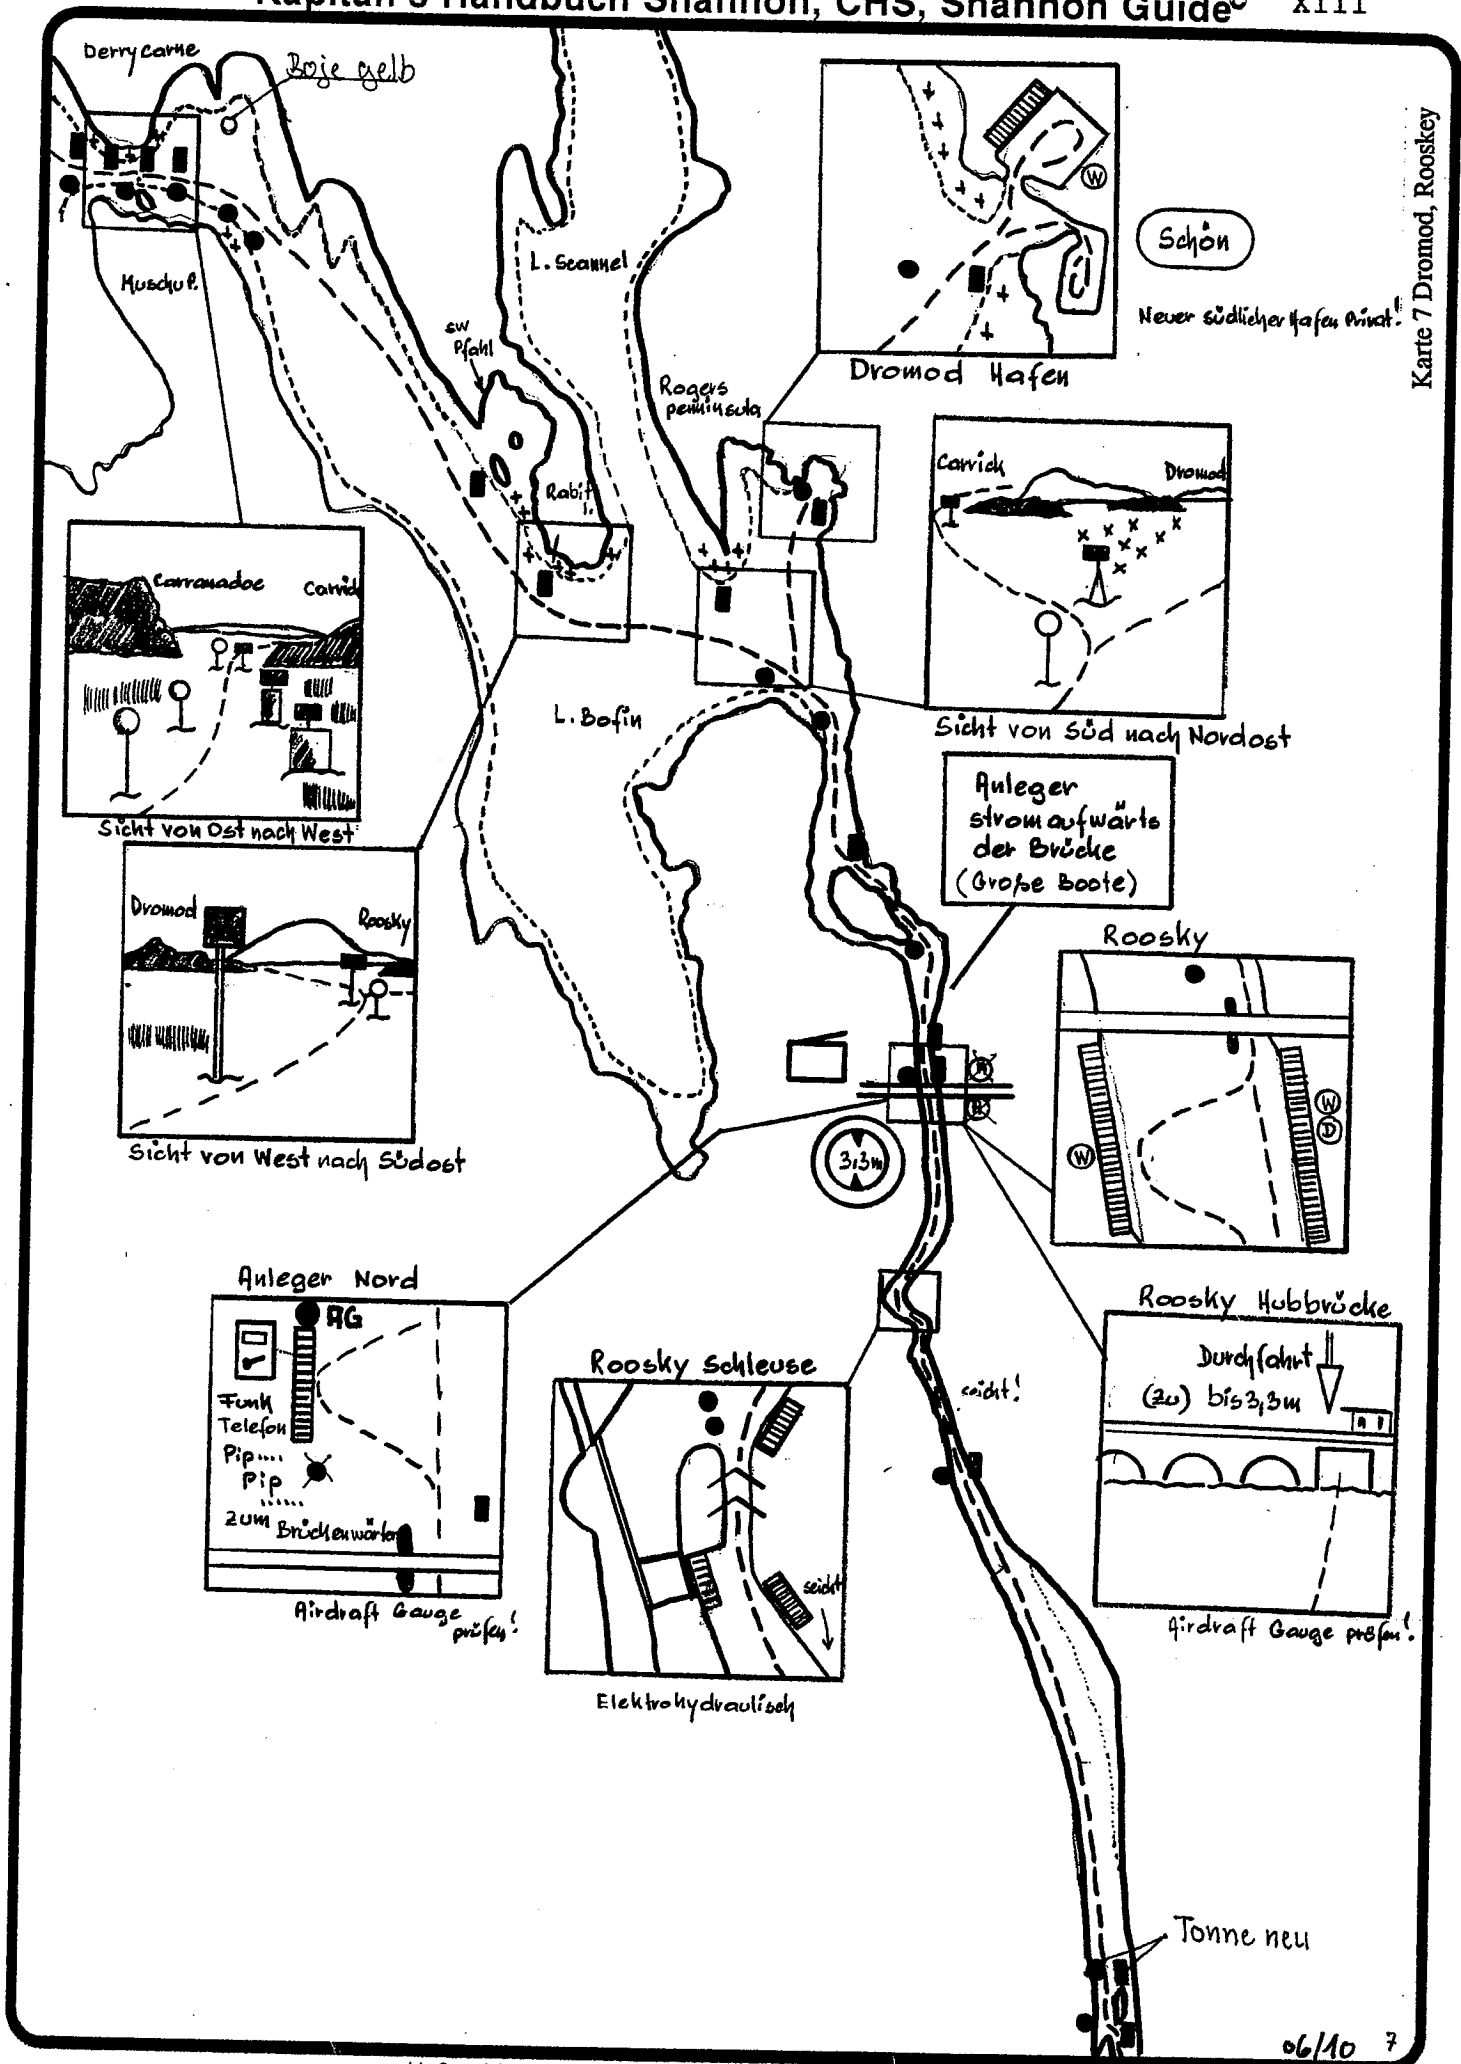 Kapitän's Handbuch Shannon, CHS, Shannon Guide© xiii
Karte 7 Dromod, Rooskey
Derrycarne
Boje gelb
Muschu P.
L. Scannel
sw
Pfahl
Rogers
penninsula
Rabit
I.
L. Bofin
W
Schön
Neuer südlicher Hafen Privat!
Dromod Hafen
Carrick
Dromod
Sicht von Süd nach Nordost
Carranadoe
Carrick
Sicht von Ost nach West
Dromod
Roosky
Sicht von West nach Südost
Anleger
stromaufwärts
der Brücke
(Große Boote)
Roosky
W
D
W
3,3m
Anleger Nord
AG
Funk
Telefon
Pip....
Pip
......
zum Brückenwärter
Airdraft Gauge
prüfen!
Roosky Schleuse
seicht
Elektrohydraulisch
seicht!
Roosky Hubbrücke
Durchfahrt
(zu) bis 3,3m
Airdraft Gauge prüfen!
Tonne neu
06/10 7